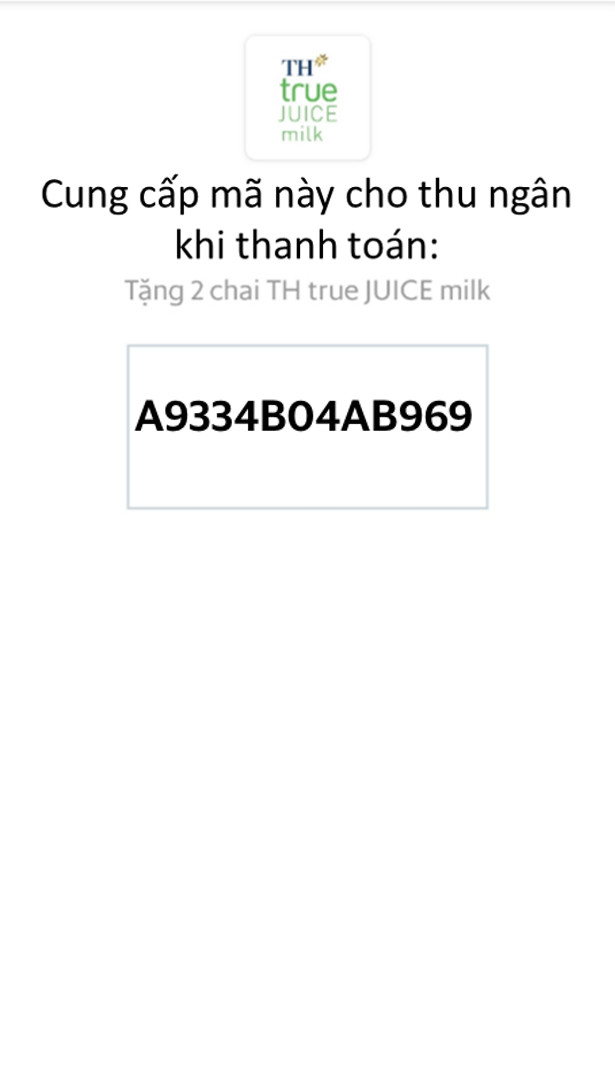 TH
true
JUICE
milk
Cung cấp mã này cho thu ngân
khi thanh toán:
Tặng 2 chai TH true JUICE milk
A9334B04AB969